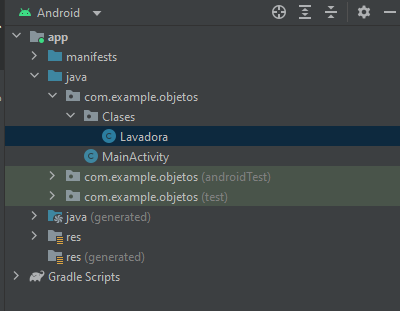 Android
app
manifests
java
com.example.objetos
Clases
C Lavadora
C MainActivity
com.example.objetos (androidTest)
com.example.objetos (test)
java (generated)
res
res (generated)
Gradle Scripts